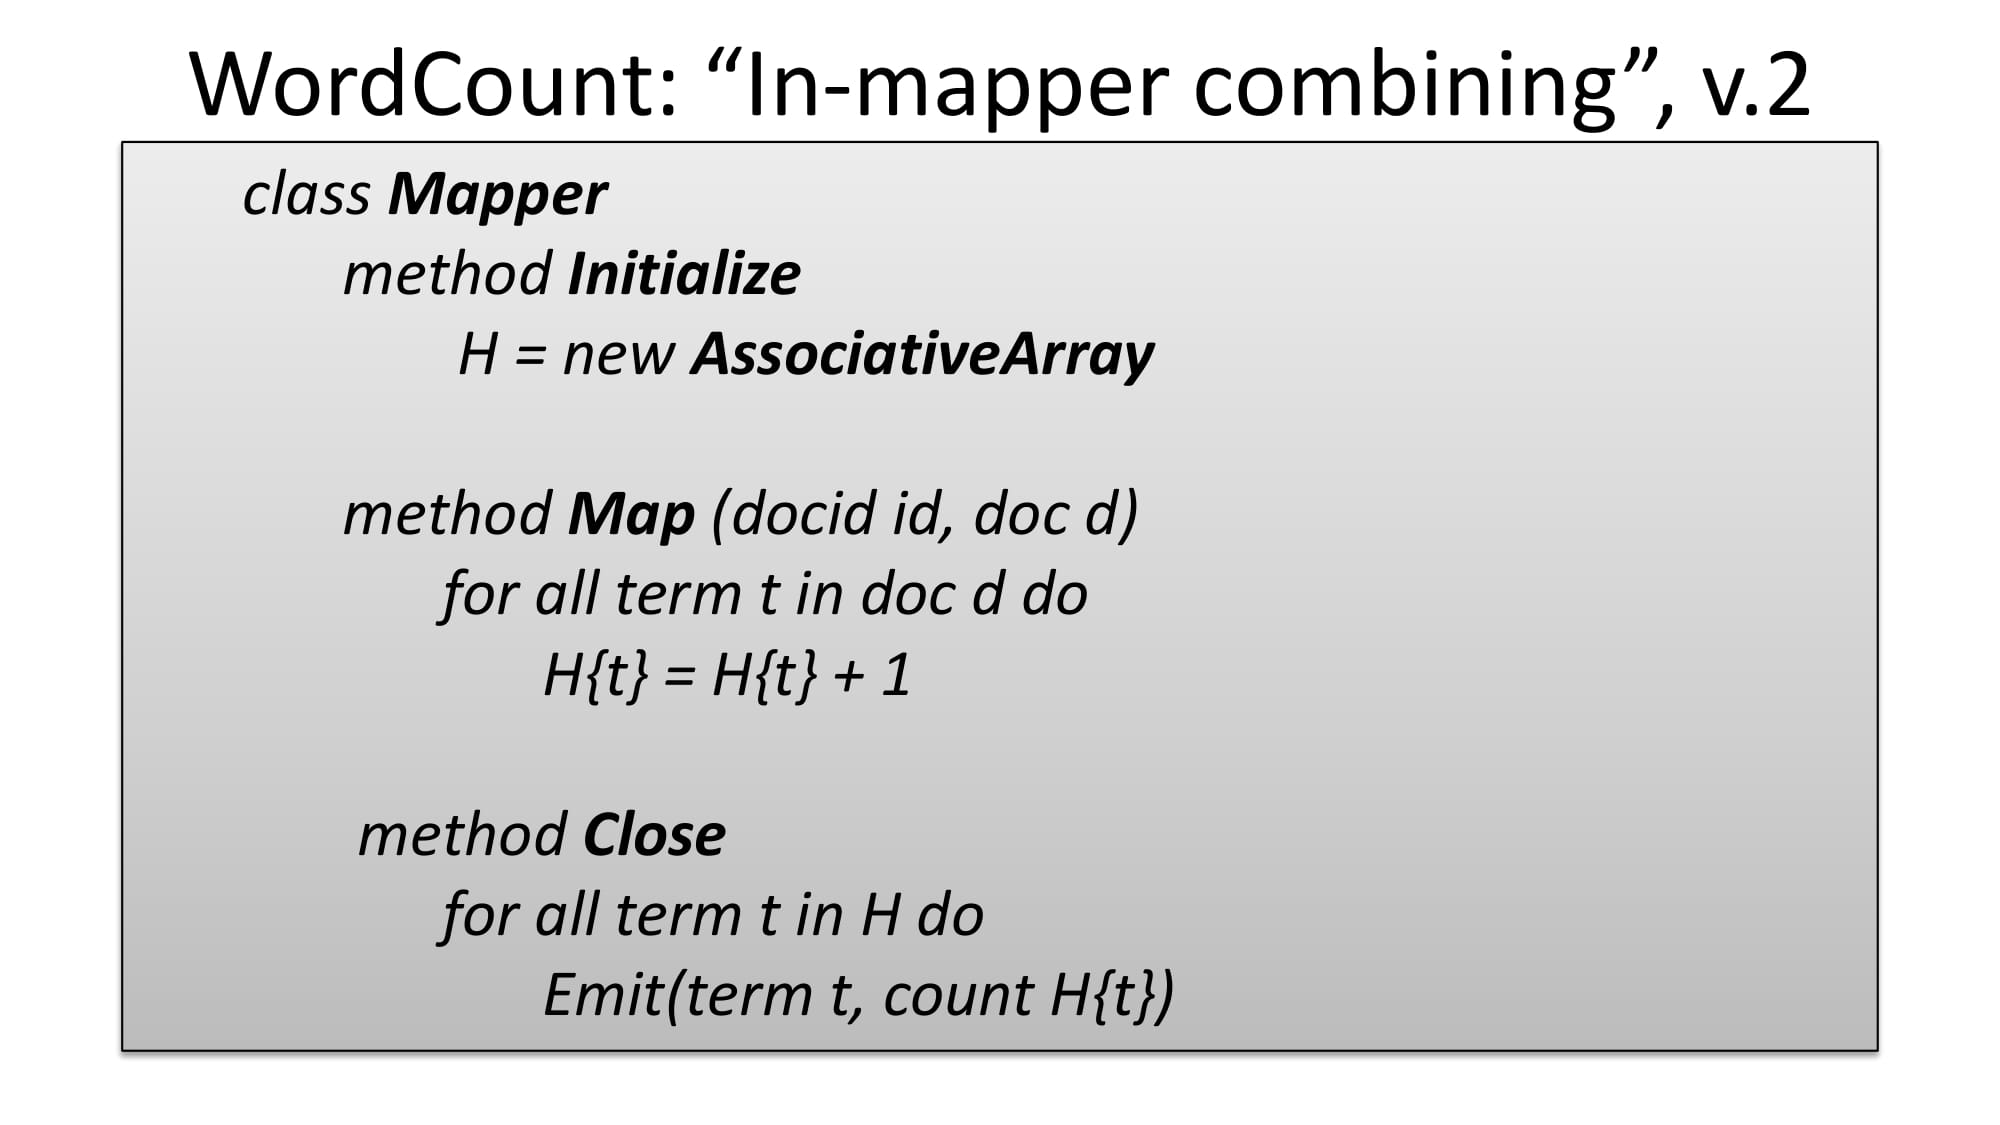 WordCount: “In-mapper combining”, v.2
class Mapper
method Initialize
H = new AssociativeArray
method Map (docid id, doc d)
for all term t in doc d do
H{t} = H{t} + 1
method Close
for all term t in H do
Emit(term t, count H{t})